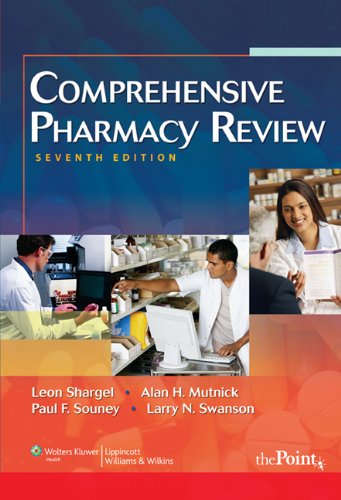 COMPREHENSIVE
PHARMACY REVIEW
SEVENTH EDITION
Leon Shargel • Alan H. Mutnick
Paul F. Souney • Larry N. Swanson
Wolters Kluwer
Health
Lippincott
Williams & Wilkins
thePoint